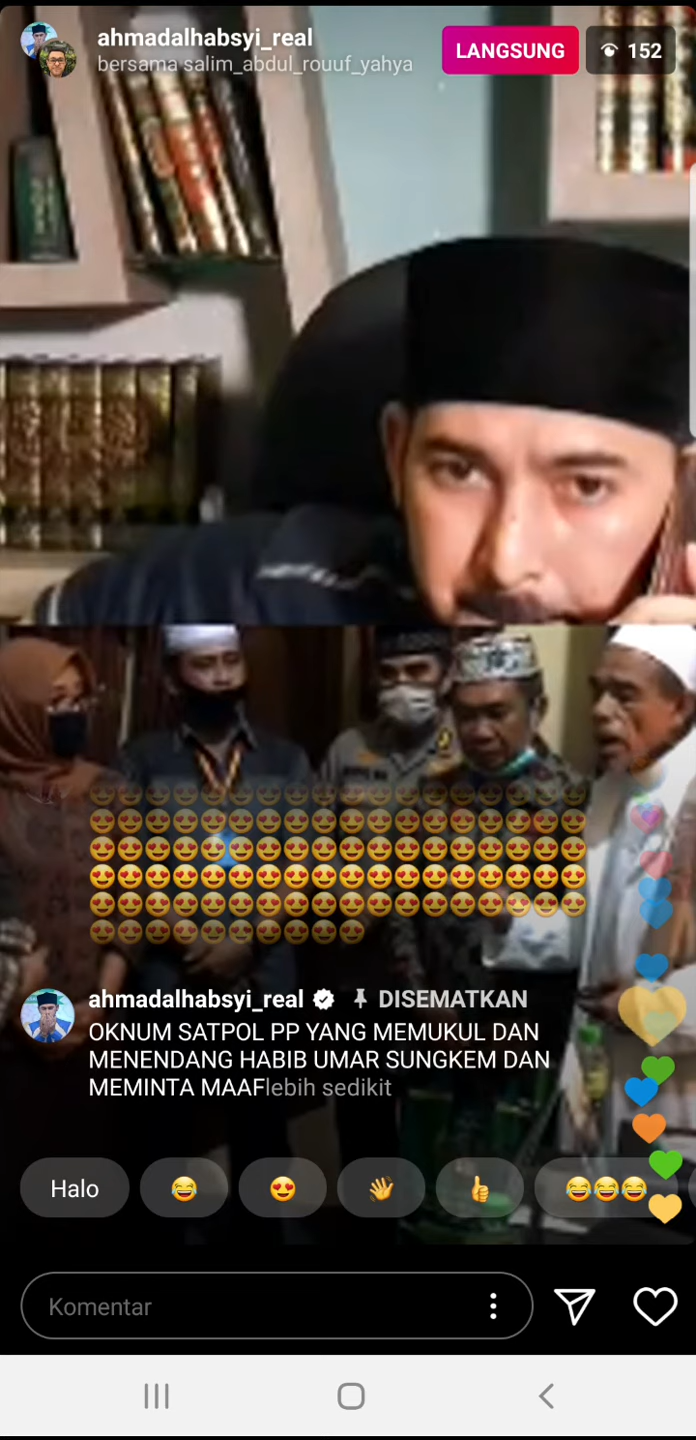 ahmadalhabsyi_real
bersama salim_abdul_rouuf_yahya
LANGSUNG
152
ahmadalhabsyi_real DISEMATKAN
OKNUM SATPOL PP YANG MEMUKUL DAN
MENENDANG HABIB UMAR SUNGKEM DAN
MEMINTA MAAFlebih sedikit
Halo
Komentar